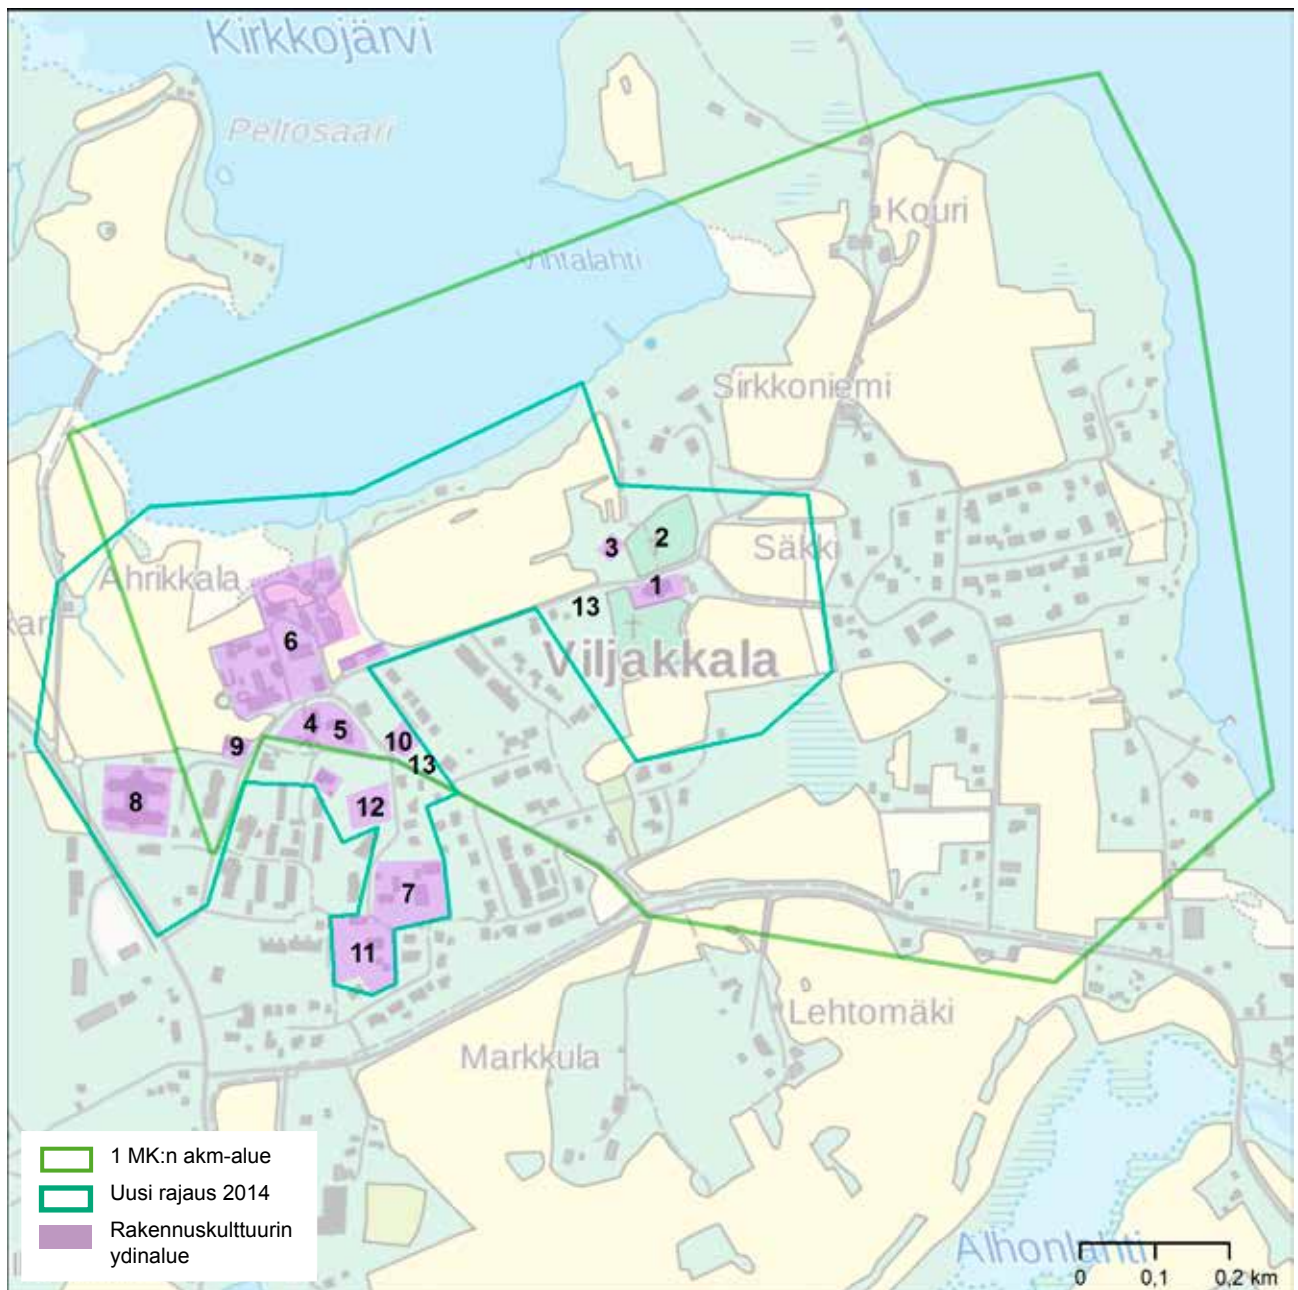 Kirkkojärvi
Peltosaari
Kouri
Vihtalahti
Sirkkoniemi
2
3
Säkki
Ahrikkala
1
13
6
Viljakkala
4
5
10
9
13
8
12
7
11
Lehtomäki
Markkula
1 MK:n akm-alue
Uusi rajaus 2014
Rakennuskulttuurin
ydinalue
Alhonlahti
0 0,1 0,2 km